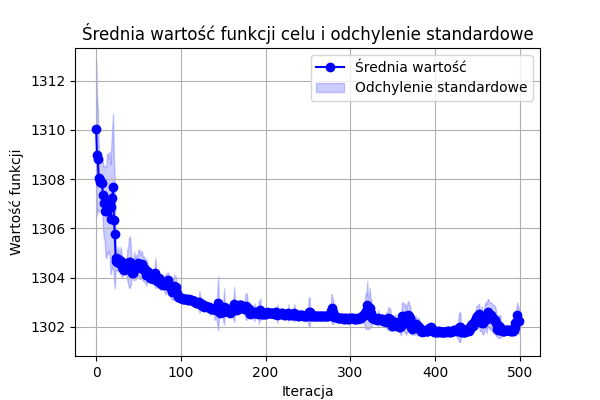 Średnia wartość funkcji celu i odchylenie standardowe
Średnia wartość
Odchylenie standardowe
Wartość funkcji
1312
1310
1308
1306
1304
1302
0 100 200 300 400 500
Iteracja